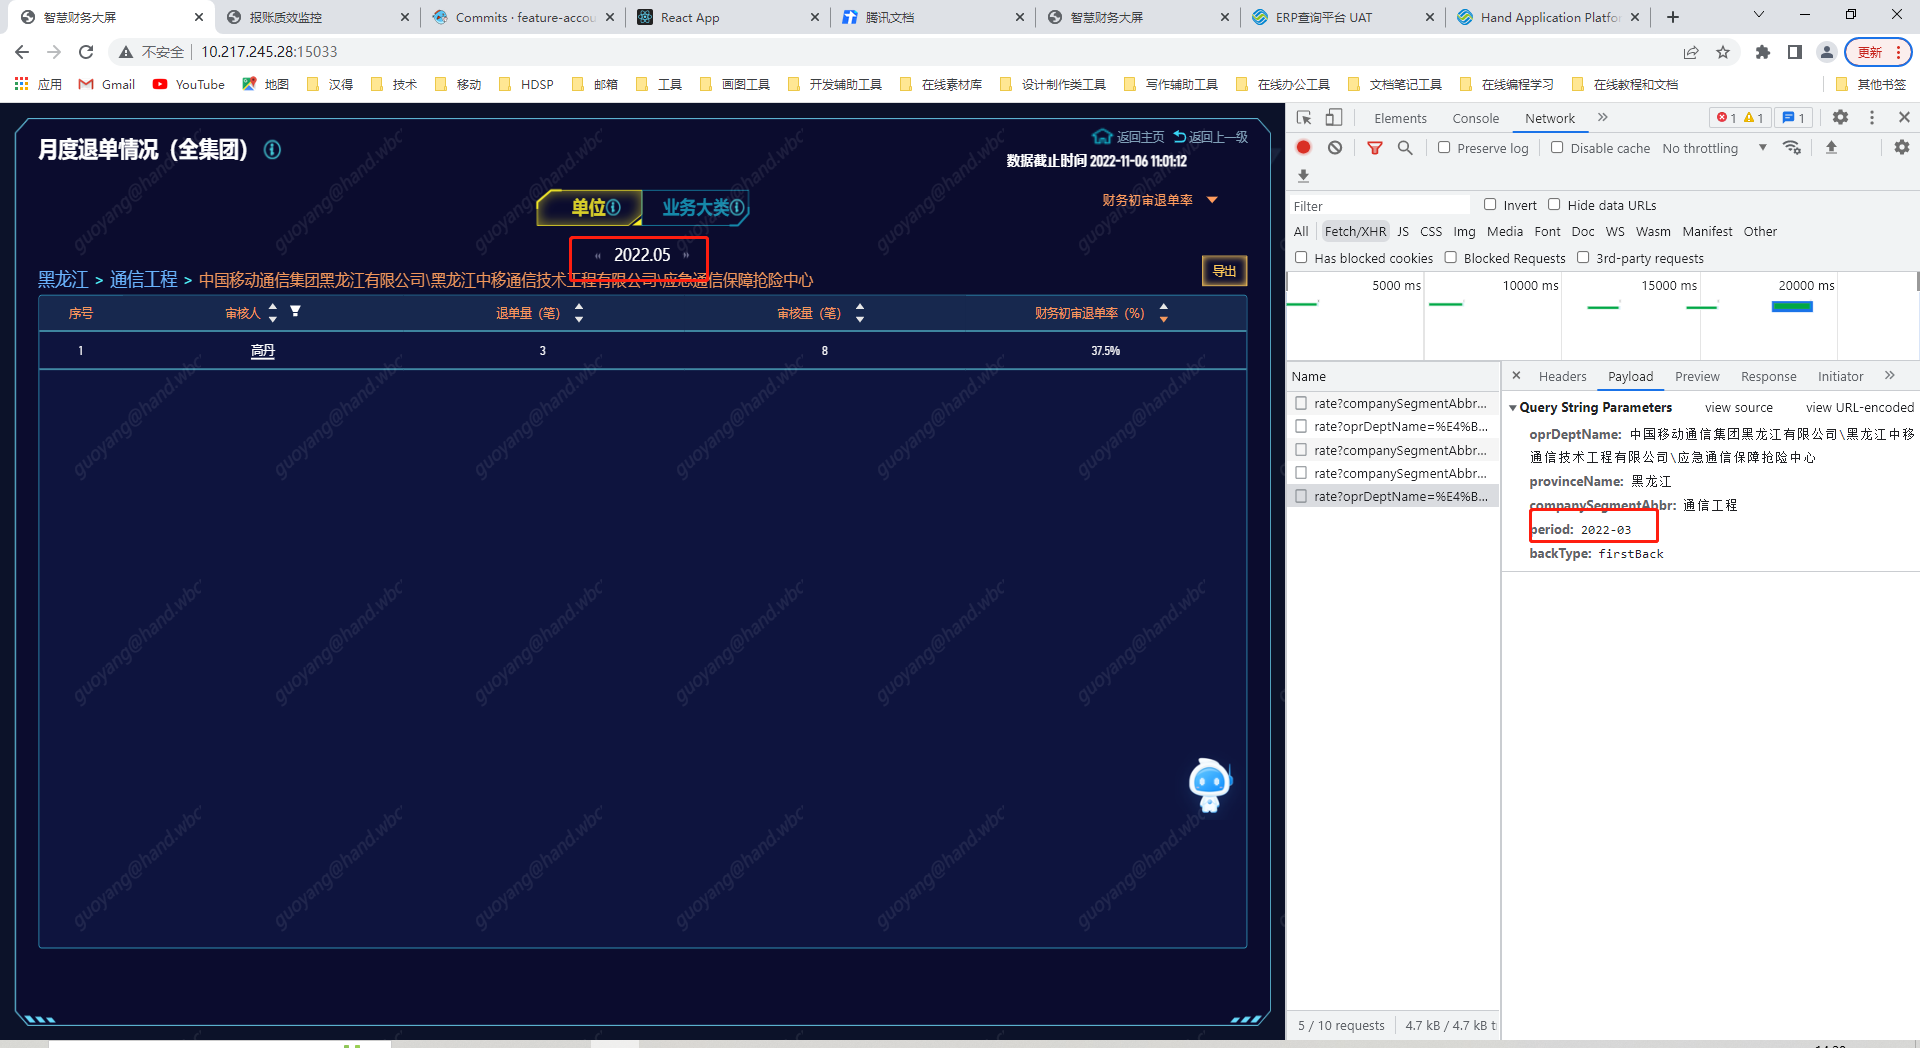 智慧财务大屏
报账质效监控
Commits · feature-accou
React App
腾讯文档
智慧财务大屏
ERP查询平台 UAT
Hand Application Platfo
不安全
10.217.245.28:15033
更新
应用
Gmail
YouTube
地图
汉得
技术
移动
HDSP
邮箱
工具
画图工具
开发辅助工具
在线素材库
设计制作类工具
写作辅助工具
在线办公工具
文档笔记工具
在线编程学习
在线教程和文档
其他书签
月度退单情况（全集团）
返回主页
返回上一级
数据截止时间 2022-11-06 11:01:12
单位
业务大类
财务初审退单率
2022.05
黑龙江 > 通信工程 > 中国移动通信集团黑龙江有限公司\黑龙江中移通信技术工程有限公司\应急通信保障抢险中心
导出
序号 审核人 退单量（笔） 审核量（笔） 财务初审退单率（%）
1 高丹 3 8 37.5%
guoyang@hand.wbc
Elements
Console
Network
1
1
1
Preserve log
Disable cache
No throttling
Filter
Invert
Hide data URLs
All
Fetch/XHR
JS
CSS
Img
Media
Font
Doc
WS
Wasm
Manifest
Other
Has blocked cookies
Blocked Requests
3rd-party requests
5000 ms
10000 ms
15000 ms
20000 ms
Name
rate?companySegmentAbbr...
rate?oprDeptName=%E4%B...
rate?companySegmentAbbr...
rate?companySegmentAbbr...
rate?oprDeptName=%E4%B...
Headers
Payload
Preview
Response
Initiator
Query String Parameters
view source
view URL-encoded
oprDeptName: 中国移动通信集团黑龙江有限公司\黑龙江中移
通信技术工程有限公司\应急通信保障抢险中心
provinceName: 黑龙江
companySegmentAbbr: 通信工程
period: 2022-03
backType: firstBack
5 / 10 requests
4.7 kB / 4.7 kB t